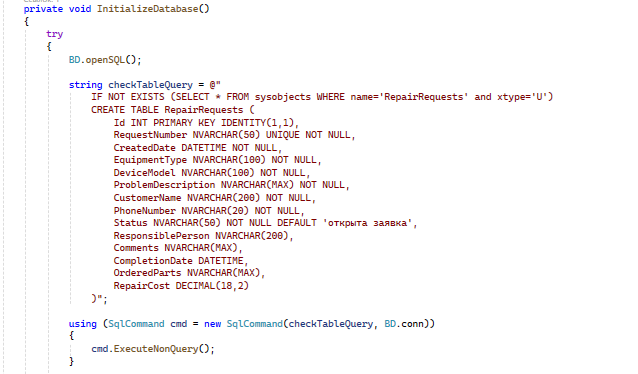 private void InitializeDatabase()
{
try
{
BD.openSQL();
string checkTableQuery = @"
IF NOT EXISTS (SELECT * FROM sysobjects WHERE name='RepairRequests' and xtype='U')
CREATE TABLE RepairRequests (
Id INT PRIMARY KEY IDENTITY(1,1),
RequestNumber NVARCHAR(50) UNIQUE NOT NULL,
CreatedDate DATETIME NOT NULL,
EquipmentType NVARCHAR(100) NOT NULL,
DeviceModel NVARCHAR(100) NOT NULL,
ProblemDescription NVARCHAR(MAX) NOT NULL,
CustomerName NVARCHAR(200) NOT NULL,
PhoneNumber NVARCHAR(20) NOT NULL,
Status NVARCHAR(50) NOT NULL DEFAULT 'открыта заявка',
ResponsiblePerson NVARCHAR(200),
Comments NVARCHAR(MAX),
CompletionDate DATETIME,
OrderedParts NVARCHAR(MAX),
RepairCost DECIMAL(18,2)
)";
using (SqlCommand cmd = new SqlCommand(checkTableQuery, BD.conn))
{
cmd.ExecuteNonQuery();
}